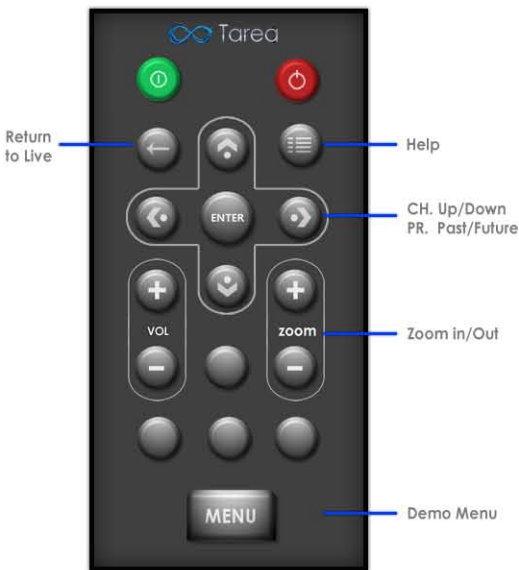 Tarea
Return
to Live
Help
ENTER
CH. Up/Down
PR. Past/Future
VOL
zoom
Zoom in/Out
MENU
Demo Menu